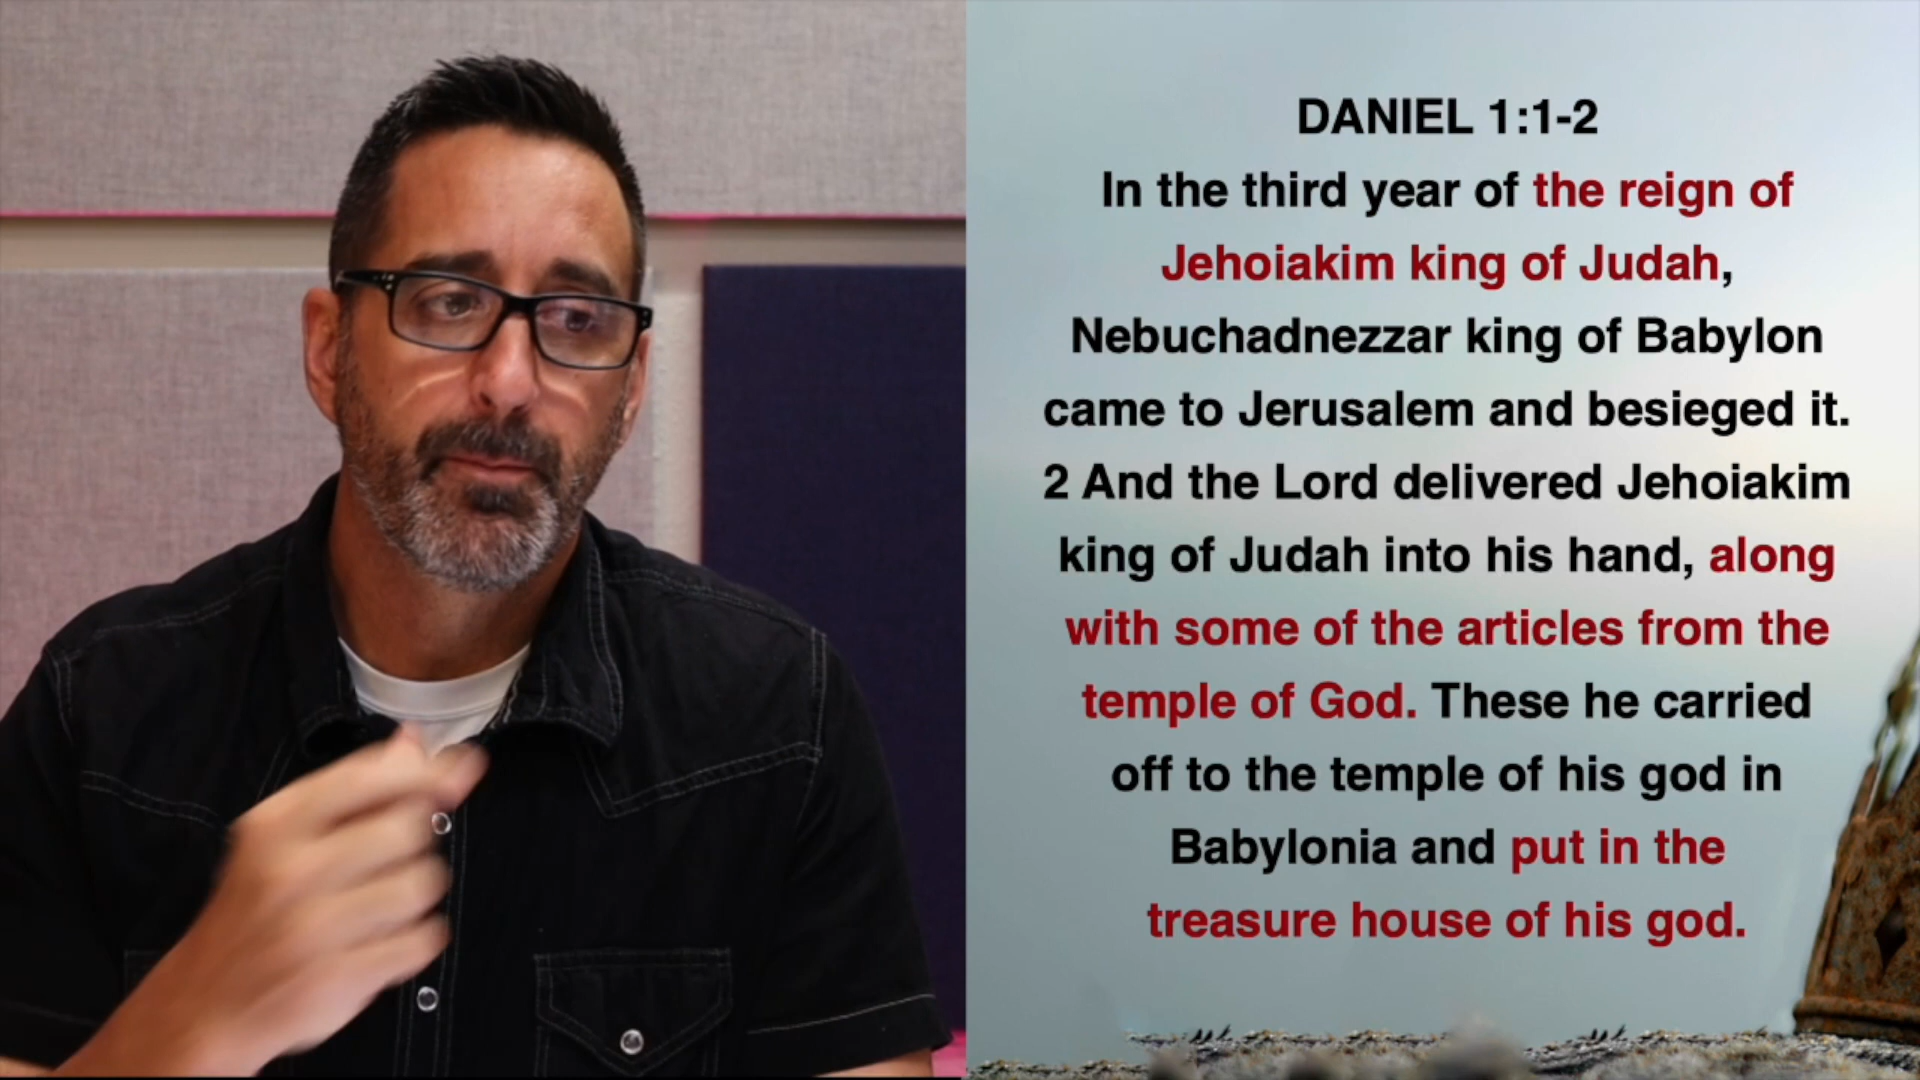 DANIEL 1:1-2
In the third year of the reign of
Jehoiakim king of Judah,
Nebuchadnezzar king of Babylon
came to Jerusalem and besieged it.
2 And the Lord delivered Jehoiakim
king of Judah into his hand, along
with some of the articles from the
temple of God. These he carried
off to the temple of his god in
Babylonia and put in the
treasure house of his god.